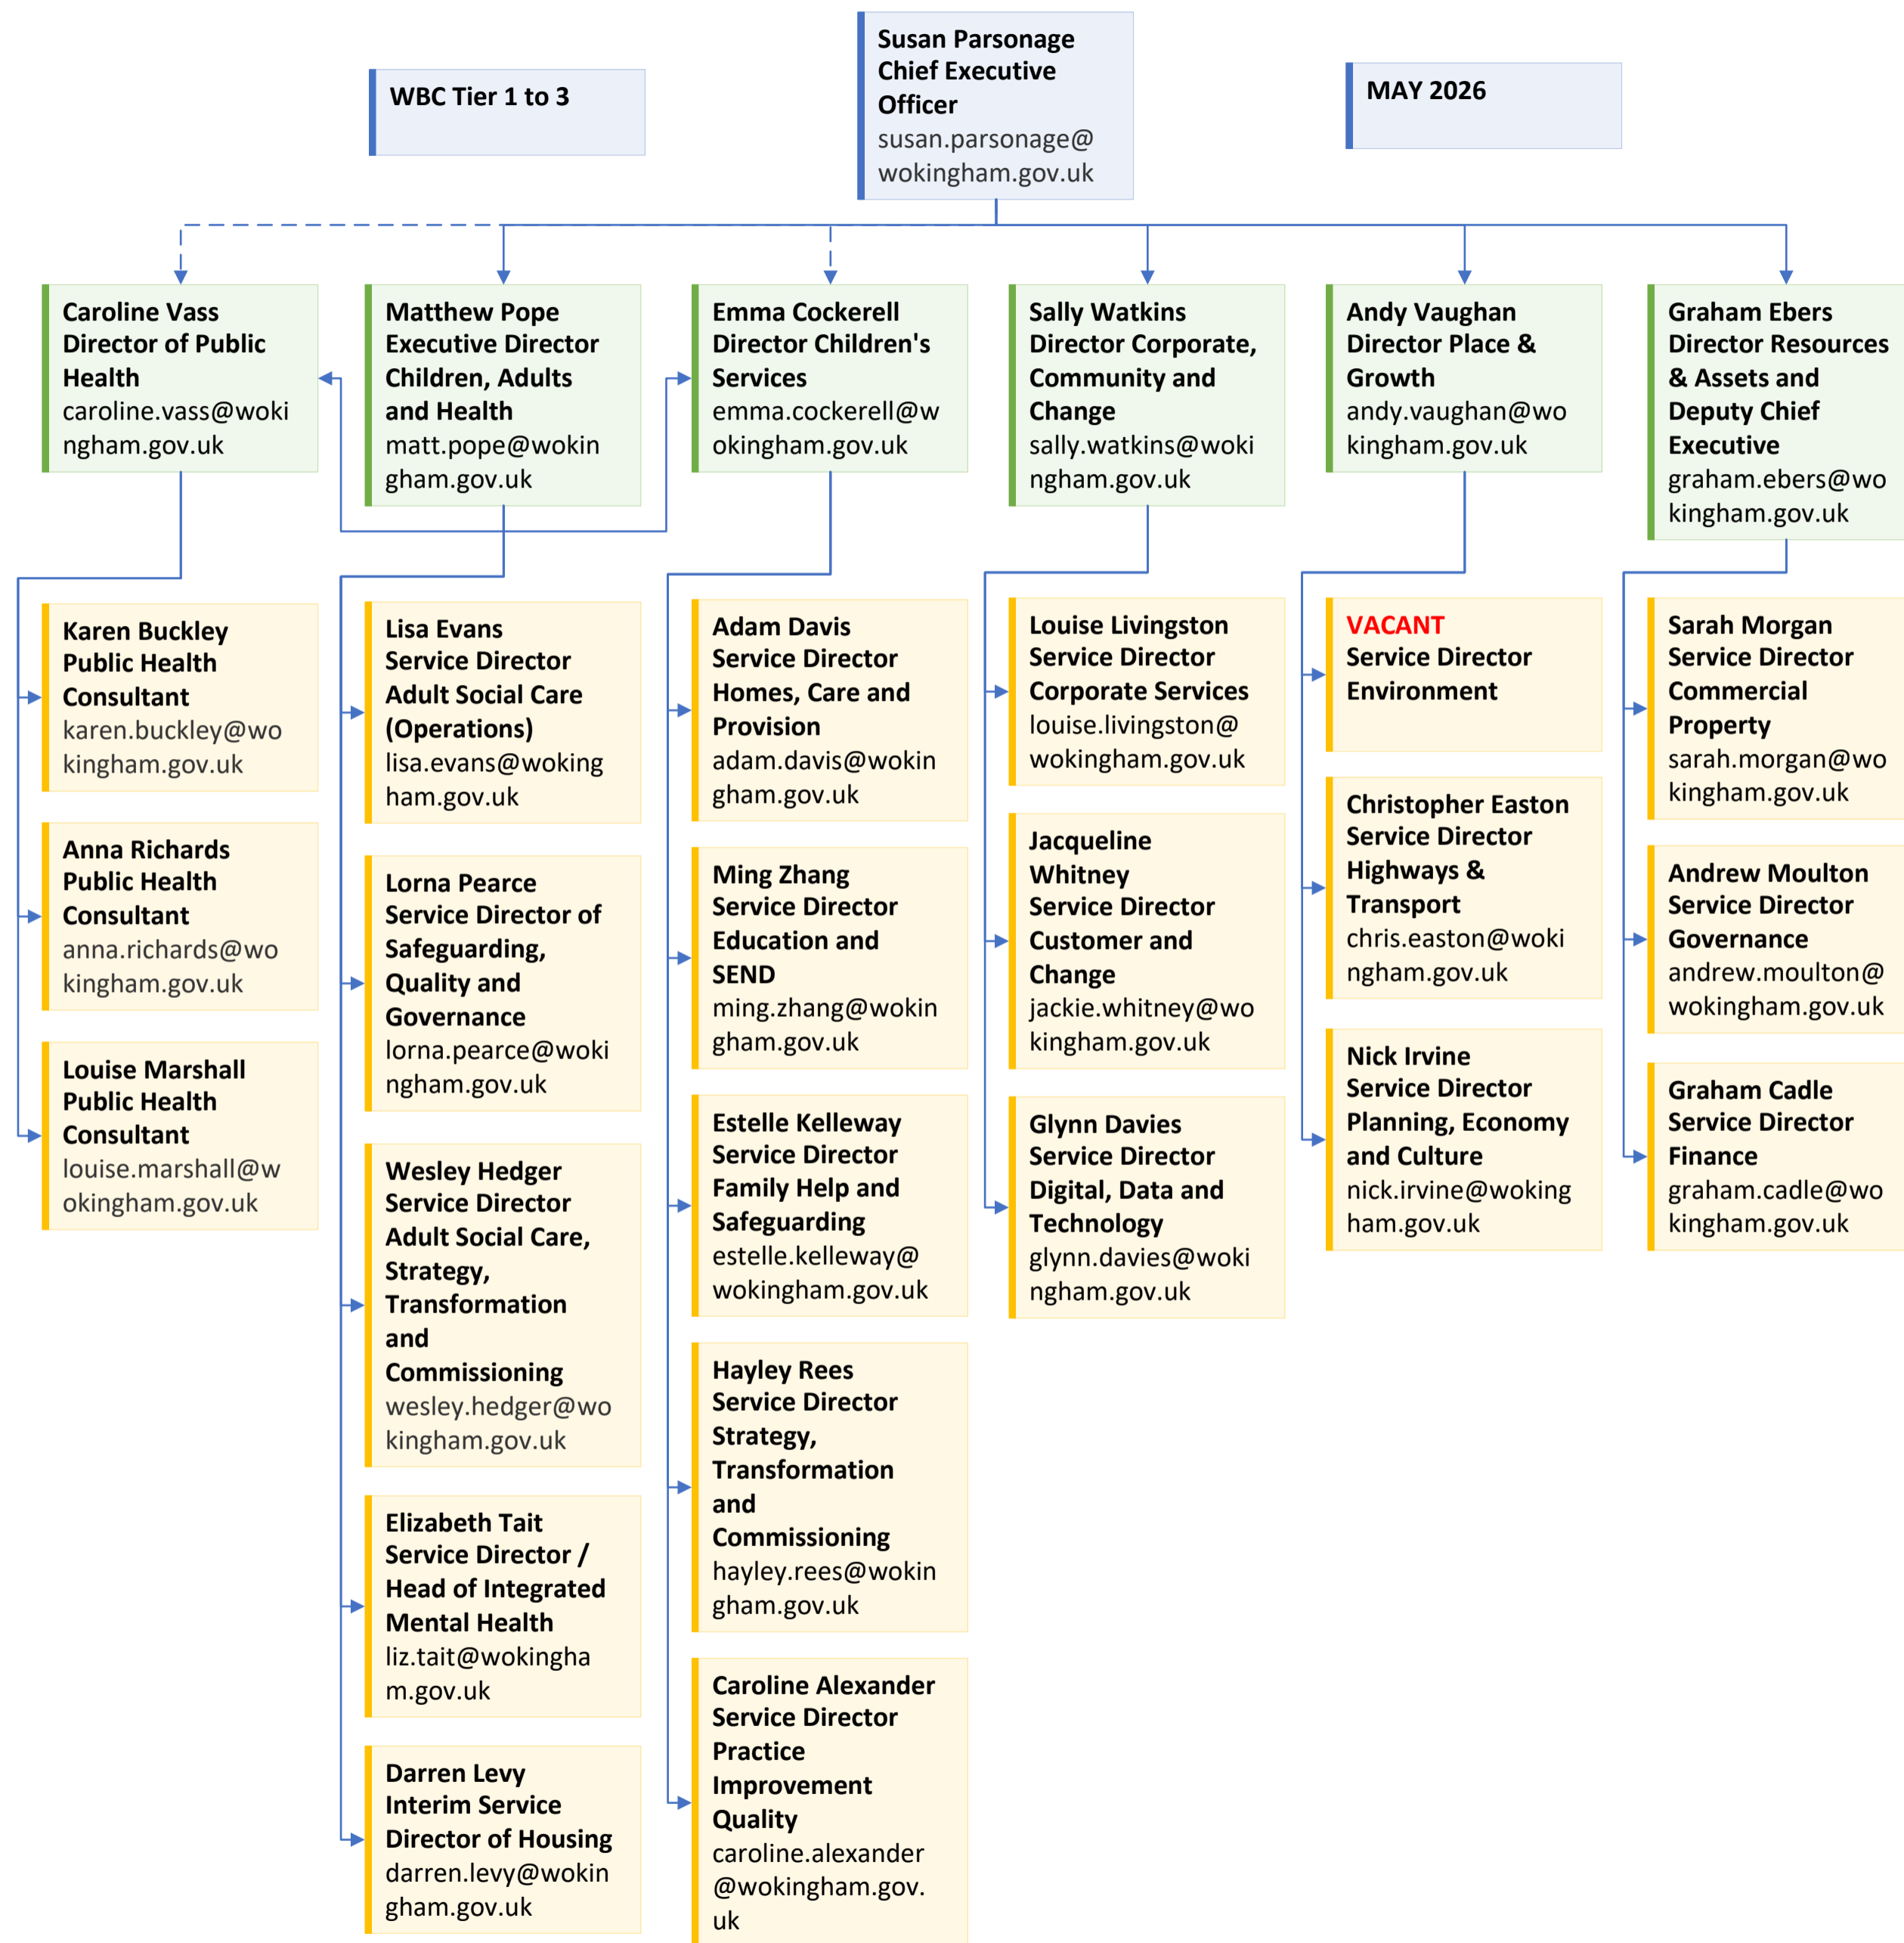 Susan Parsonage
Chief Executive
Officer
susan.parsonage@
wokingham.gov.uk
WBC Tier 1 to 3
MAY 2026
Caroline Vass
Director of Public
Health
caroline.vass@woki
ngham.gov.uk
Matthew Pope
Executive Director
Children, Adults
and Health
matt.pope@wokin
gham.gov.uk
Emma Cockerell
Director Children's
Services
emma.cockerell@w
okingham.gov.uk
Sally Watkins
Director Corporate,
Community and
Change
sally.watkins@woki
ngham.gov.uk
Andy Vaughan
Director Place &
Growth
andy.vaughan@wo
kingham.gov.uk
Graham Ebers
Director Resources
& Assets and
Deputy Chief
Executive
graham.ebers@wo
kingham.gov.uk
Karen Buckley
Public Health
Consultant
karen.buckley@wo
kingham.gov.uk
Anna Richards
Public Health
Consultant
anna.richards@wo
kingham.gov.uk
Louise Marshall
Public Health
Consultant
louise.marshall@w
okingham.gov.uk
Lisa Evans
Service Director
Adult Social Care
(Operations)
lisa.evans@woking
ham.gov.uk
Lorna Pearce
Service Director of
Safeguarding,
Quality and
Governance
lorna.pearce@woki
ngham.gov.uk
Wesley Hedger
Service Director
Adult Social Care,
Strategy,
Transformation
and
Commissioning
wesley.hedger@wo
kingham.gov.uk
Elizabeth Tait
Service Director /
Head of Integrated
Mental Health
liz.tait@wokingha
m.gov.uk
Darren Levy
Interim Service
Director of Housing
darren.levy@wokin
gham.gov.uk
Adam Davis
Service Director
Homes, Care and
Provision
adam.davis@wokin
gham.gov.uk
Ming Zhang
Service Director
Education and
SEND
ming.zhang@wokin
gham.gov.uk
Estelle Kelleway
Service Director
Family Help and
Safeguarding
estelle.kelleway@
wokingham.gov.uk
Hayley Rees
Service Director
Strategy,
Transformation
and
Commissioning
hayley.rees@wokin
gham.gov.uk
Caroline Alexander
Service Director
Practice
Improvement
Quality
caroline.alexander
@wokingham.gov.
uk
Louise Livingston
Service Director
Corporate Services
louise.livingston@
wokingham.gov.uk
Jacqueline
Whitney
Service Director
Customer and
Change
jackie.whitney@wo
kingham.gov.uk
Glynn Davies
Service Director
Digital, Data and
Technology
glynn.davies@woki
ngham.gov.uk
VACANT
Service Director
Environment
Christopher Easton
Service Director
Highways &
Transport
chris.easton@woki
ngham.gov.uk
Nick Irvine
Service Director
Planning, Economy
and Culture
nick.irvine@woking
ham.gov.uk
Sarah Morgan
Service Director
Commercial
Property
sarah.morgan@wo
kingham.gov.uk
Andrew Moulton
Service Director
Governance
andrew.moulton@
wokingham.gov.uk
Graham Cadle
Service Director
Finance
graham.cadle@wo
kingham.gov.uk